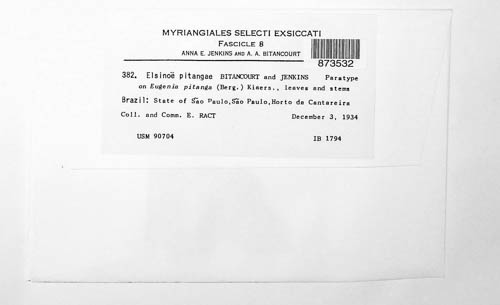 MYRIANGIALES SELECTI EXSICCATI
FASCICLE 8
ANNA E. JENKINS AND A. A. BITANCOURT
873532
382. Elsinoë pitangae BITANCOURT and JENKINS Paratype
on Eugenia pitanga (Berg.) Kiaers., leaves and stems
Brazil: State of São Paulo, São Paulo, Horto da Cantareira
Coll. and Comm. E. RACT December 3, 1934
USM 90704 IB 1794